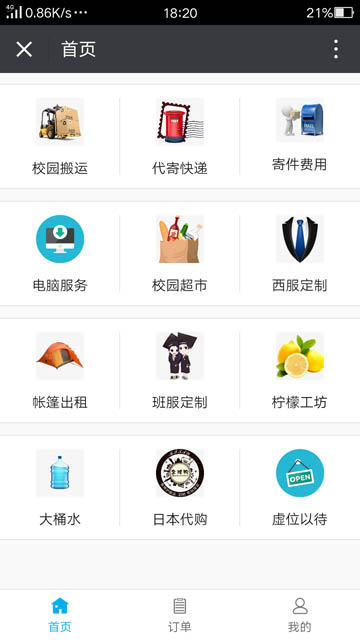 4G 0.86K/s ••• 18:20 21%
首页
校园搬运 代寄快递 寄件费用
电脑服务 校园超市 西服定制
帐篷出租 班服定制 柠檬工坊
OPEN
大桶水 日本代购 虚位以待
首页 订单 我的